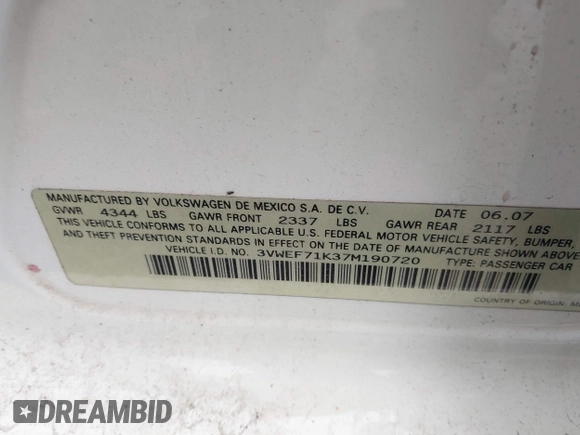 MANUFACTURED BY VOLKSWAGEN DE MEXICO S.A. DE C.V. DATE 06.07
GVWR 4344 LBS GAWR FRONT 2337 LBS GAWR REAR 2117 LBS
THIS VEHICLE CONFORMS TO ALL APPLICABLE U.S. FEDERAL MOTOR VEHICLE SAFETY, BUMPER,
AND THEFT PREVENTION STANDARDS IN EFFECT ON THE DATE OF MANUFACTURE SHOWN ABOVE
VEHICLE I.D. NO. 3VWEF71K37M190720 TYPE: PASSENGER CAR
COUNTRY OF ORIGIN:
DREAMBID